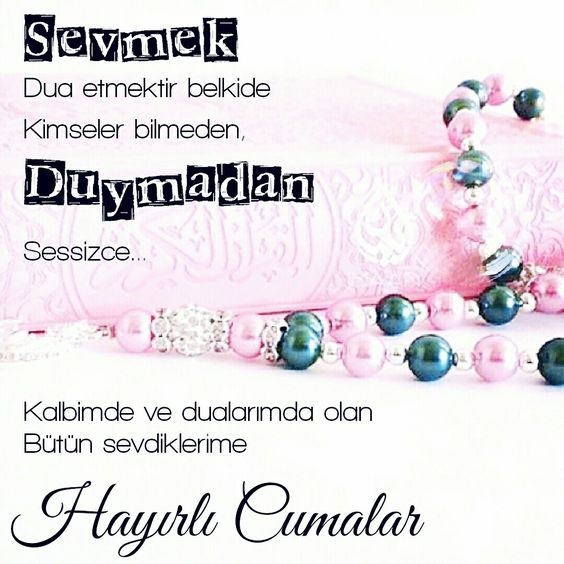 Sevmek
Dua etmektir belkide
Kimseler bilmeden,
Duymadan
Sessizce...
Kalbimde ve dualarımda olan
Bütün sevdiklerime
Hayırlı Cumalar